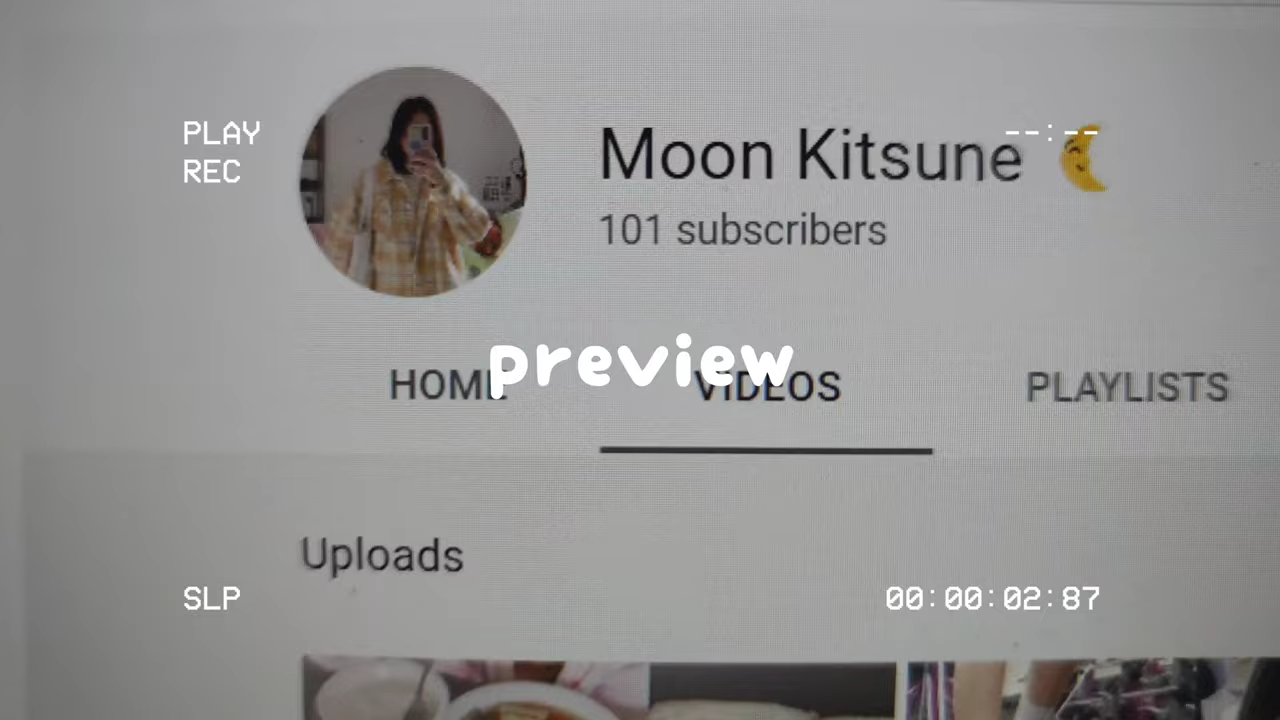 PLAY
REC
--:--
Moon Kitsune 🌜
101 subscribers
preview
HOME VIDEOS PLAYLISTS
Uploads
SLP
00:00:02:87